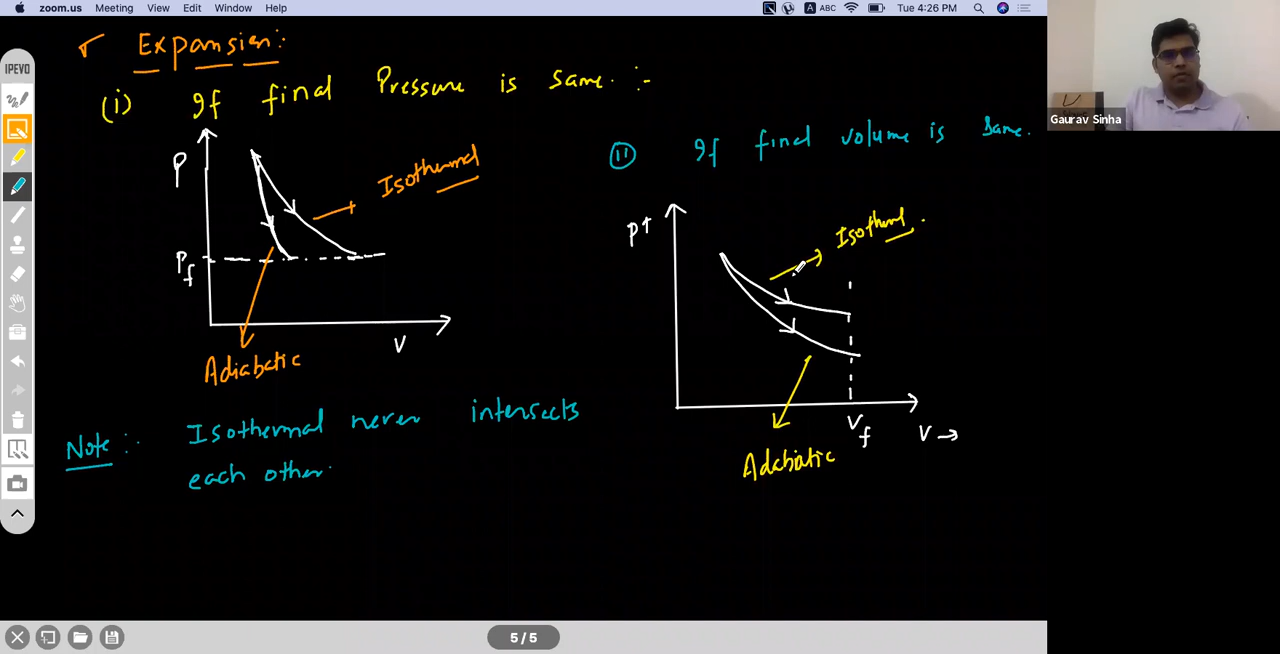 zoom.us Meeting View Edit Window Help
A ABC Tue 4:26 PM
IPEVO
Gaurav Sinha
Expansion:
(i) If final Pressure is same :-
P
Isothermal
Pf
V
Adiabatic
Note: Isothermal never intersects
each other.
(ii) If final volume is same.
P↑
Isothermal.
Vf
V→
Adiabatic
5 / 5